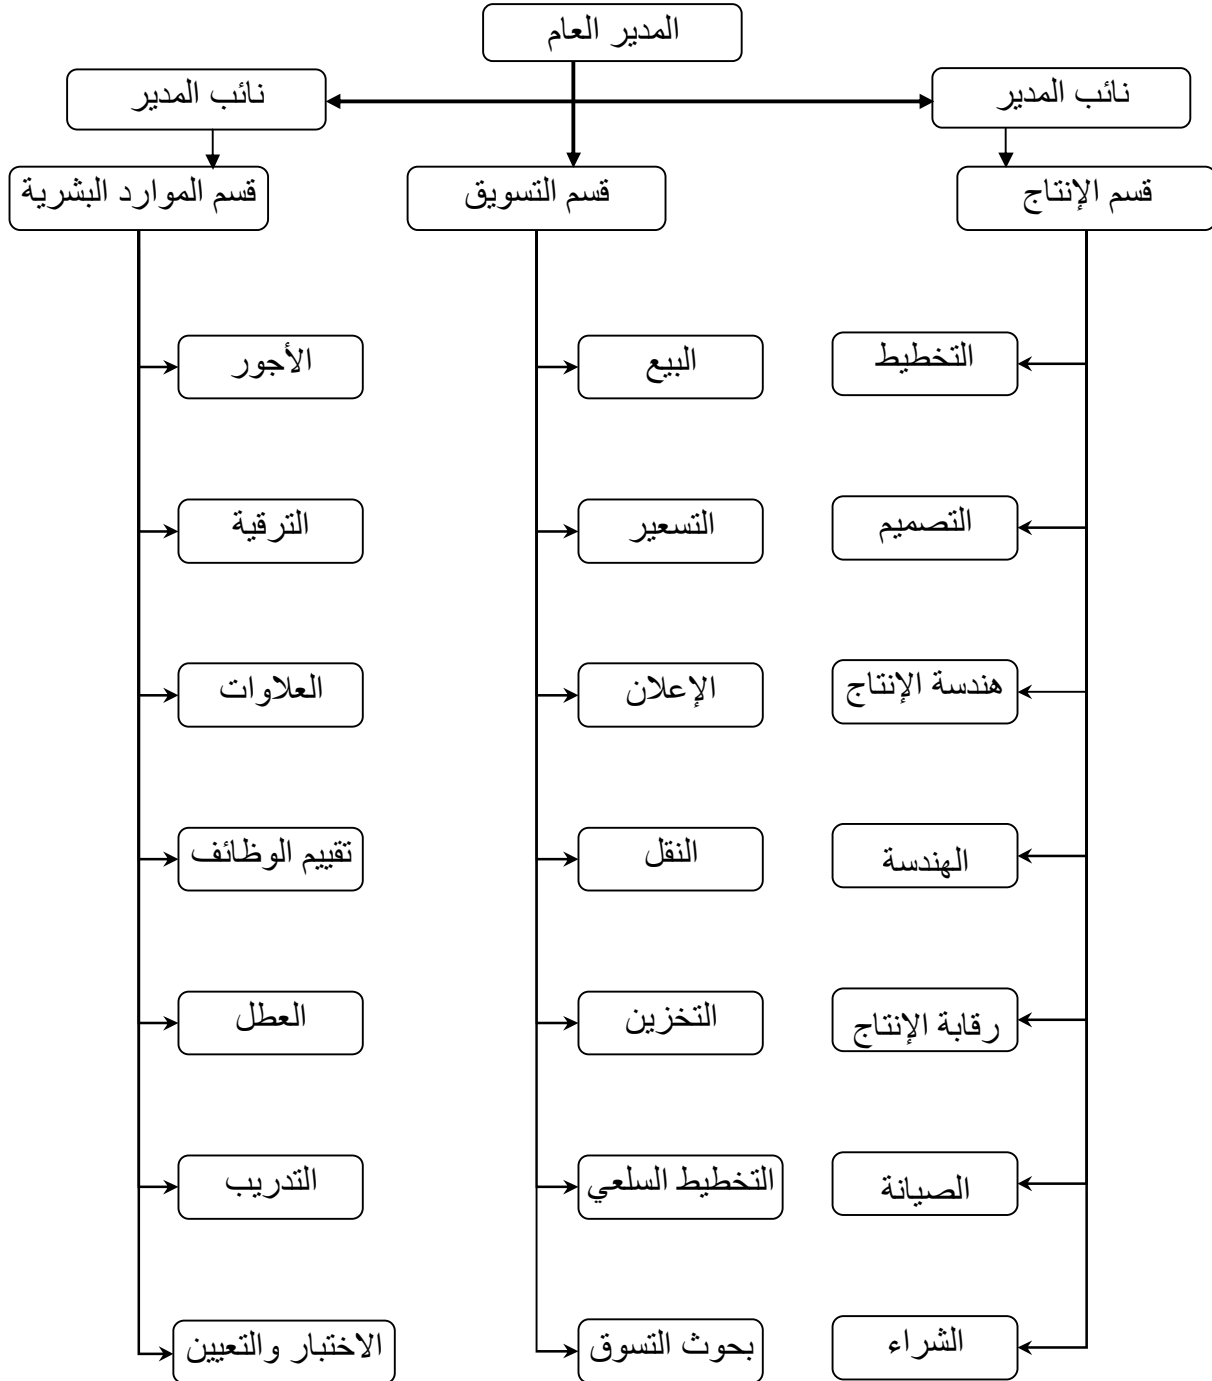 المدير العام
نائب المدير
نائب المدير
قسم الإنتاج
قسم التسويق
قسم الموارد البشرية
التخطيط
البيع
الأجور
التصميم
التسعير
الترقية
هندسة الإنتاج
الإعلان
العلاوات
الهندسة
النقل
تقييم الوظائف
رقابة الإنتاج
التخزين
العطل
الصيانة
التخطيط السلعي
التدريب
الشراء
بحوث التسوق
الاختبار والتعيين